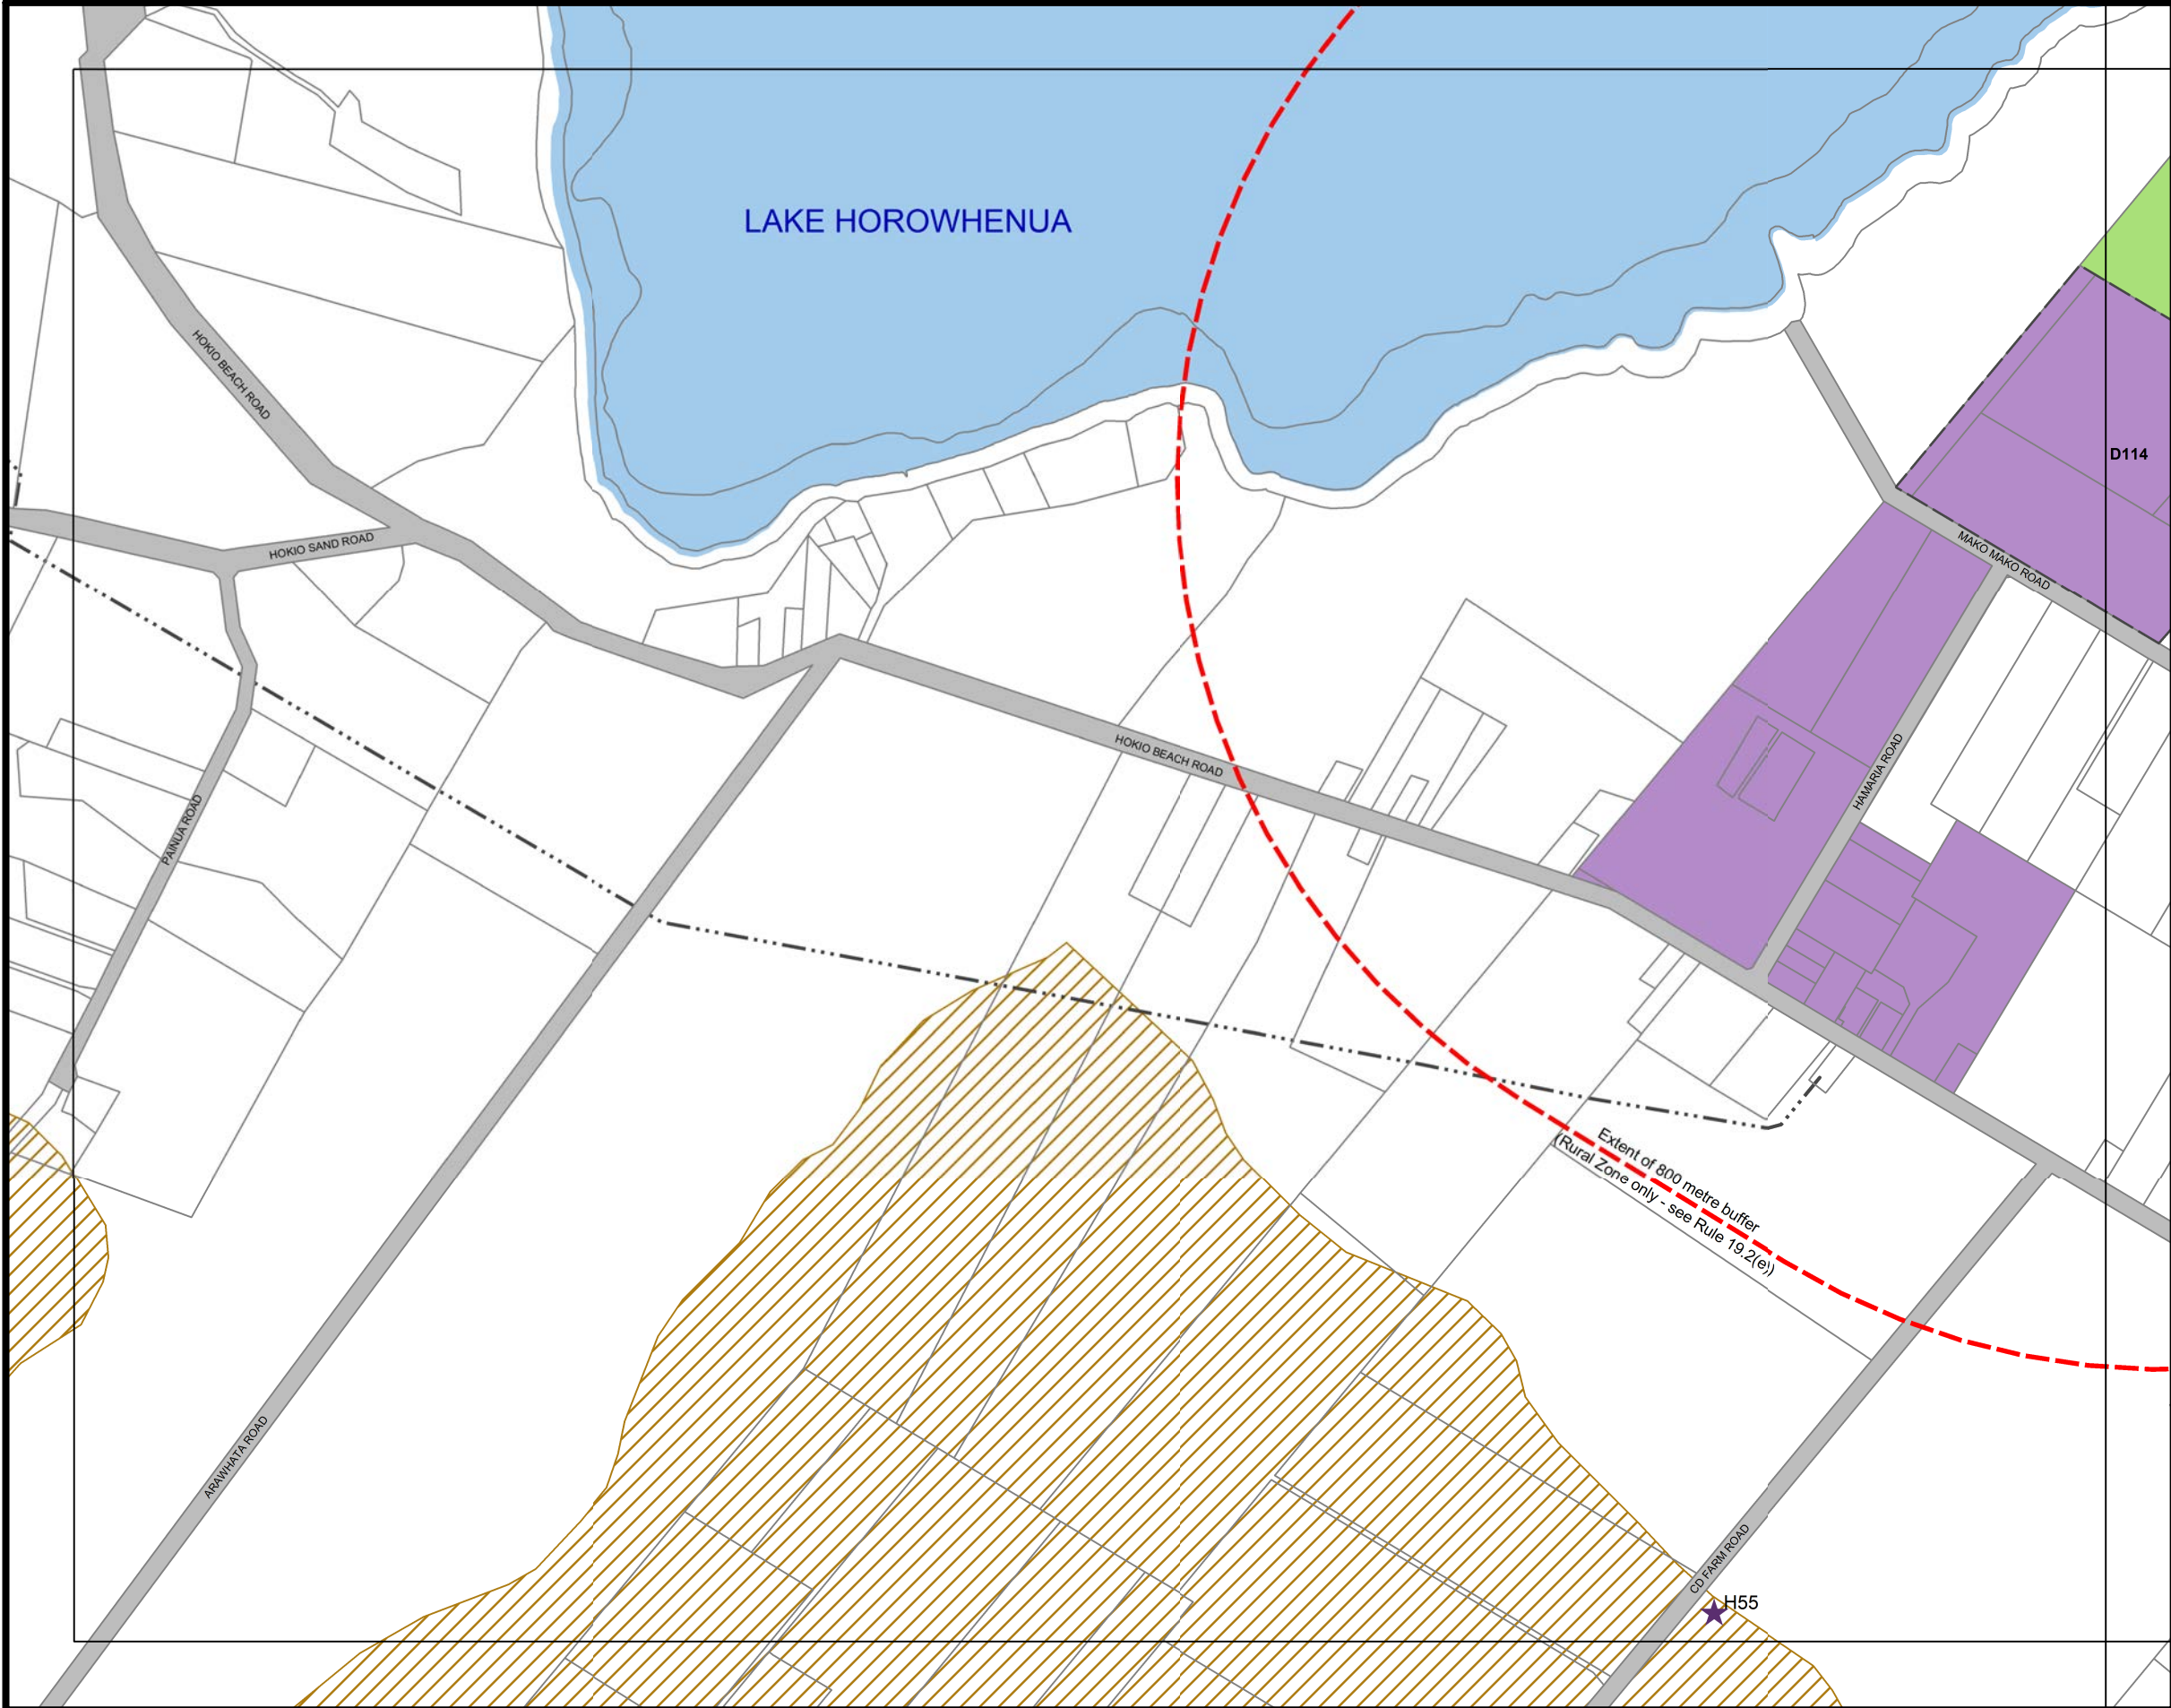 LAKE HOROWHENUA
HOKIO BEACH ROAD
D114
HOKIO SAND ROAD
MAKO MAKO ROAD
HOKIO BEACH ROAD
HAMARIA ROAD
PAINUA ROAD
Extent of 800 metre buffer
(Rural Zone only - see Rule 19.2(e))
ARAWHATA ROAD
CD FARM ROAD
H55